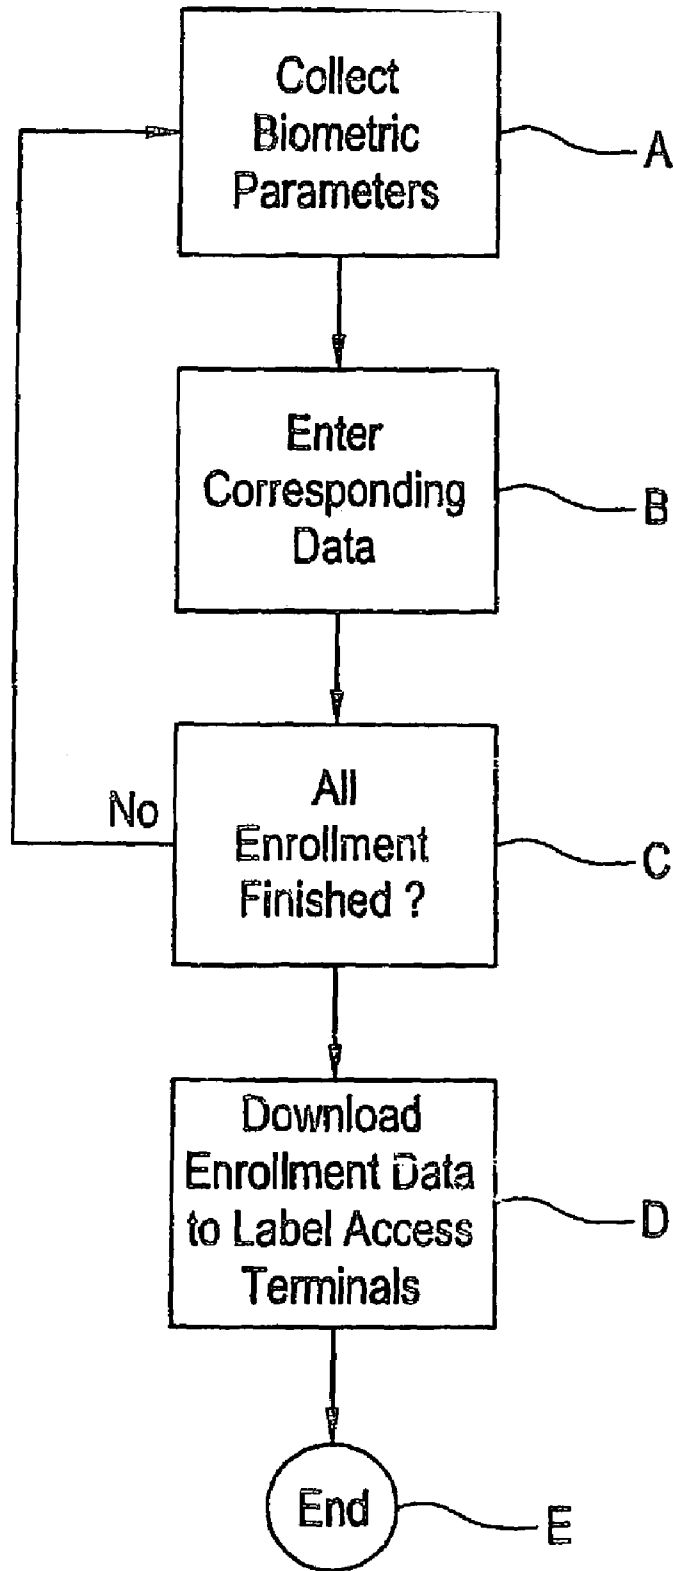 Collect
Biometric
Parameters
A
Enter
Corresponding
Data
B
No
All
Enrollment
Finished ?
C
Download
Enrollment Data
to Label Access
Terminals
D
End
E